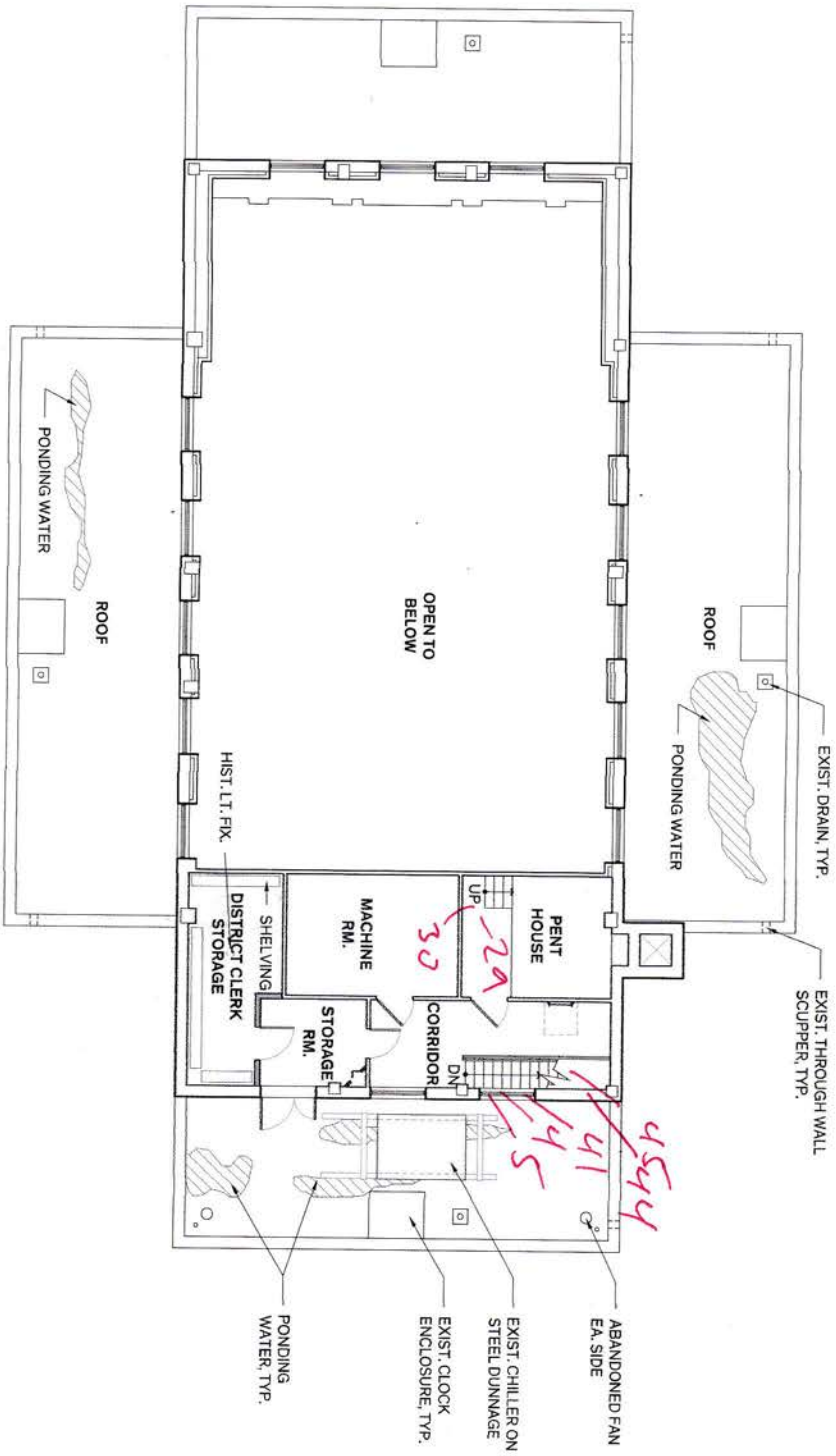 EXIST. DRAIN, TYP.
EXIST. THROUGH WALL
SCUPPER, TYP.
ROOF
PONDING WATER
OPEN TO
BELOW
PENT
HOUSE
UP
29
30
MACHINE
RM.
CORRIDOR
DN
STORAGE
RM.
SHELVING
DISTRICT CLERK
STORAGE
HIST. LT. FIX.
ROOF
PONDING WATER
45
44
41
4
5
ABANDONED FAN
EA. SIDE
EXIST. CHILLER ON
STEEL DUNNAGE
EXIST. CLOCK
ENCLOSURE, TYP.
PONDING
WATER, TYP.